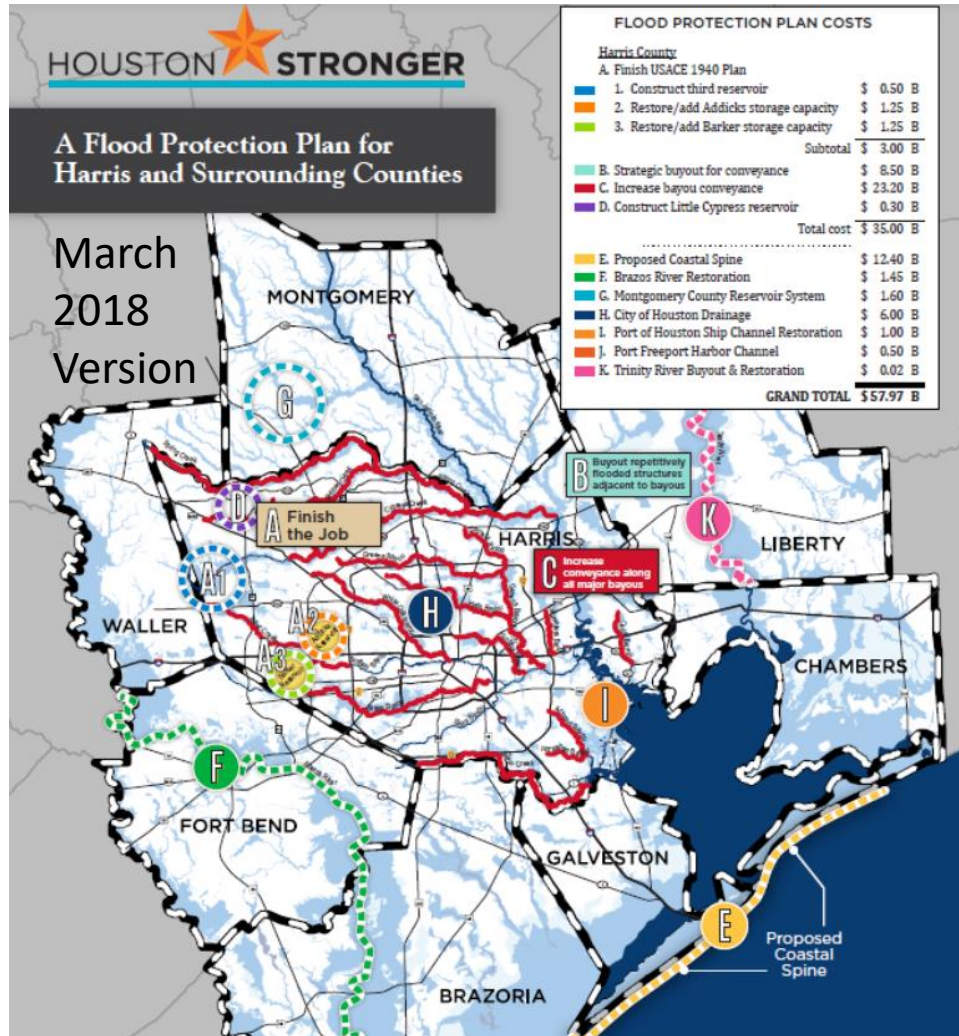 HOUSTON STRONGER
A Flood Protection Plan for
Harris and Surrounding Counties
March
2018
Version
FLOOD PROTECTION PLAN COSTS
Harris County
A. Finish USACE 1940 Plan
1. Construct third reservoir $ 0.50 B
2. Restore/add Addicks storage capacity $ 1.25 B
3. Restore/add Barker storage capacity $ 1.25 B
Subtotal $ 3.00 B
B. Strategic buyout for conveyance $ 8.50 B
C. Increase bayou conveyance $ 23.20 B
D. Construct Little Cypress reservoir $ 0.30 B
Total cost $ 35.00 B
E. Proposed Coastal Spine $ 12.40 B
F. Brazos River Restoration $ 1.45 B
G. Montgomery County Reservoir System $ 1.60 B
H. City of Houston Drainage $ 6.00 B
I. Port of Houston Ship Channel Restoration $ 1.00 B
J. Port Freeport Harbor Channel $ 0.50 B
K. Trinity River Buyout & Restoration $ 0.02 B
GRAND TOTAL $57.97 B
MONTGOMERY
G
B Buyout repetitively
flooded structures
adjacent to bayous
D
A Finish
the Job
HARRIS
K
LIBERTY
C Increase
conveyance along
all major bayous
A1
H
A2
WALLER
A3
CHAMBERS
I
F
FORT BEND
GALVESTON
E
Proposed
Coastal
Spine
BRAZORIA